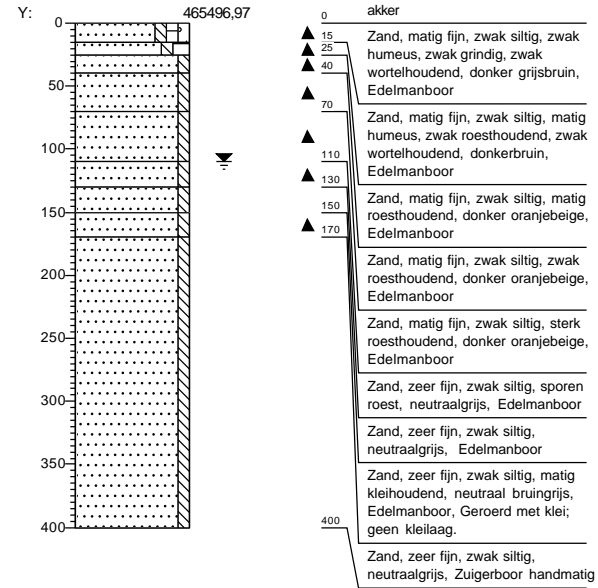 Y: 465496,97
0
50
100
150
200
250
300
350
400
0
15
25
40
70
110
130
150
170
400
akker
Zand, matig fijn, zwak siltig, zwak
humeus, zwak grindig, zwak
wortelhoudend, donker grijsbruin,
Edelmanboor
Zand, matig fijn, zwak siltig, matig
humeus, zwak roesthoudend, zwak
wortelhoudend, donkerbruin,
Edelmanboor
Zand, matig fijn, zwak siltig, matig
roesthoudend, donker oranjebeige,
Edelmanboor
Zand, matig fijn, zwak siltig, zwak
roesthoudend, donker oranjebeige,
Edelmanboor
Zand, matig fijn, zwak siltig, sterk
roesthoudend, donker oranjebeige,
Edelmanboor
Zand, zeer fijn, zwak siltig, sporen
roest, neutraalgrijs, Edelmanboor
Zand, zeer fijn, zwak siltig,
neutraalgrijs, Edelmanboor
Zand, zeer fijn, zwak siltig, matig
kleihoudend, neutraal bruingrijs,
Edelmanboor, Geroerd met klei;
geen kleilaag.
Zand, zeer fijn, zwak siltig,
neutraalgrijs, Zuigerboor handmatig